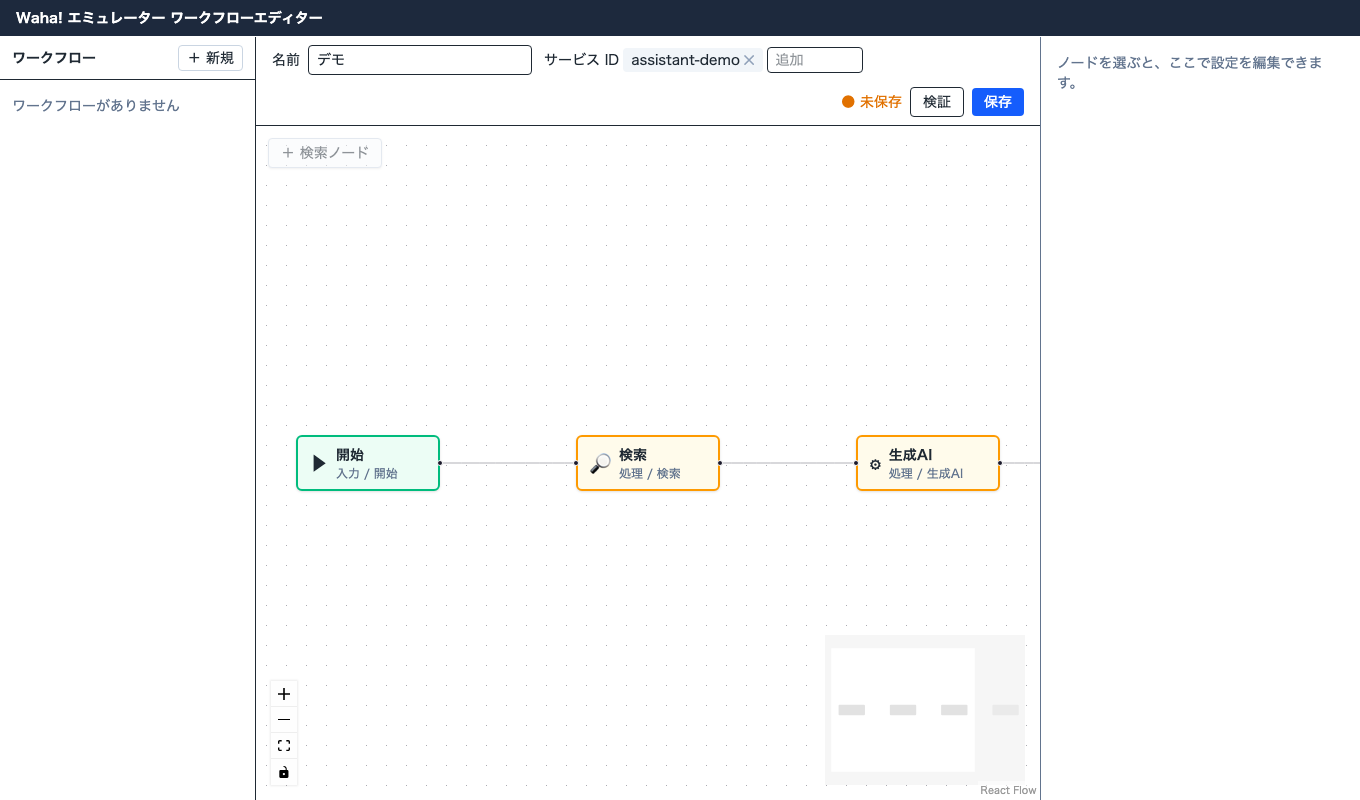 Waha! エミュレーター ワークフローエディター
ワークフロー
＋ 新規
ワークフローがありません
名前 デモ サービス ID assistant-demo × 追加
未保存 検証 保存
＋ 検索ノード
開始
入力 / 開始
検索
処理 / 検索
生成AI
処理 / 生成AI
React Flow
ノードを選ぶと、ここで設定を編集できま
す。